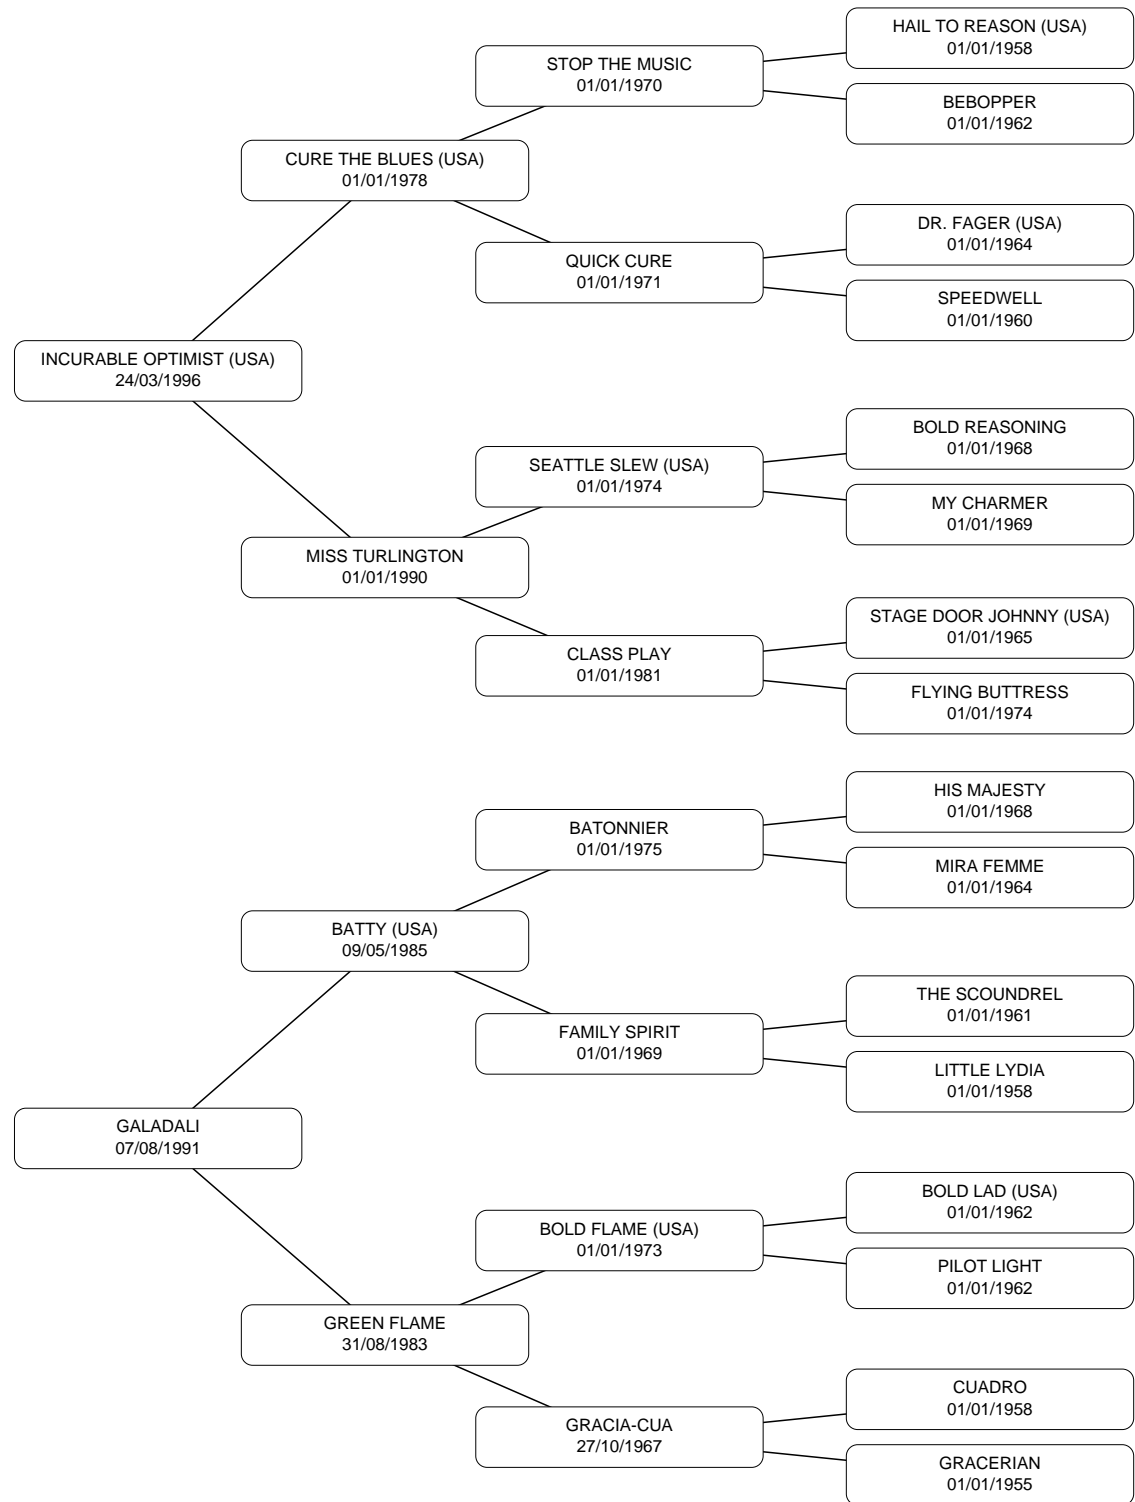 HAIL TO REASON (USA)
01/01/1958
STOP THE MUSIC
01/01/1970
BEBOPPER
01/01/1962
CURE THE BLUES (USA)
01/01/1978
DR. FAGER (USA)
01/01/1964
QUICK CURE
01/01/1971
SPEEDWELL
01/01/1960
INCURABLE OPTIMIST (USA)
24/03/1996
BOLD REASONING
01/01/1968
SEATTLE SLEW (USA)
01/01/1974
MY CHARMER
01/01/1969
MISS TURLINGTON
01/01/1990
STAGE DOOR JOHNNY (USA)
01/01/1965
CLASS PLAY
01/01/1981
FLYING BUTTRESS
01/01/1974
HIS MAJESTY
01/01/1968
BATONNIER
01/01/1975
MIRA FEMME
01/01/1964
BATTY (USA)
09/05/1985
THE SCOUNDREL
01/01/1961
FAMILY SPIRIT
01/01/1969
LITTLE LYDIA
01/01/1958
GALADALI
07/08/1991
BOLD LAD (USA)
01/01/1962
BOLD FLAME (USA)
01/01/1973
PILOT LIGHT
01/01/1962
GREEN FLAME
31/08/1983
CUADRO
01/01/1958
GRACIA-CUA
27/10/1967
GRACERIAN
01/01/1955